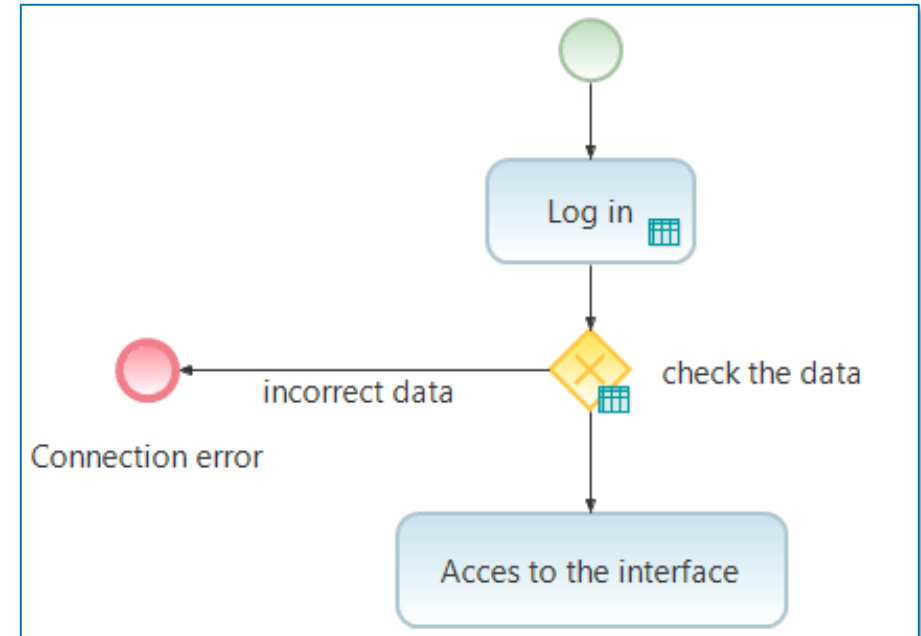 Log in
check the data
incorrect data
Connection error
Acces to the interface